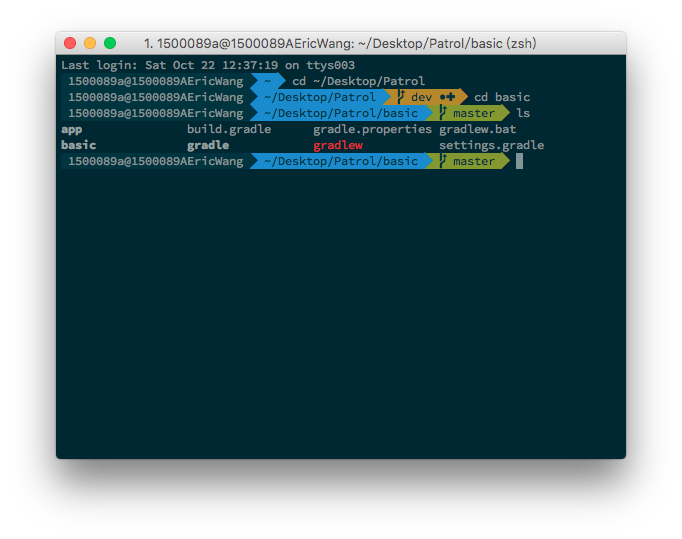 1. 1500089a@1500089AEricWang: ~/Desktop/Patrol/basic (zsh)
Last login: Sat Oct 22 12:37:19 on ttys003
1500089a@1500089AEricWang ~ cd ~/Desktop/Patrol
1500089a@1500089AEricWang ~/Desktop/Patrol dev ●✚ cd basic
1500089a@1500089AEricWang ~/Desktop/Patrol/basic master ls
app build.gradle gradle.properties gradlew.bat
basic gradle gradlew settings.gradle
1500089a@1500089AEricWang ~/Desktop/Patrol/basic master